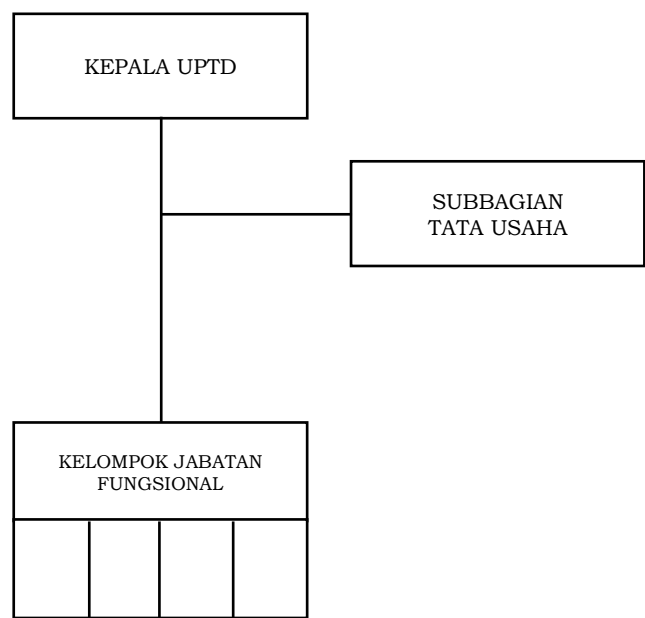 KEPALA UPTD
SUBBAGIAN
TATA USAHA
KELOMPOK JABATAN
FUNGSIONAL